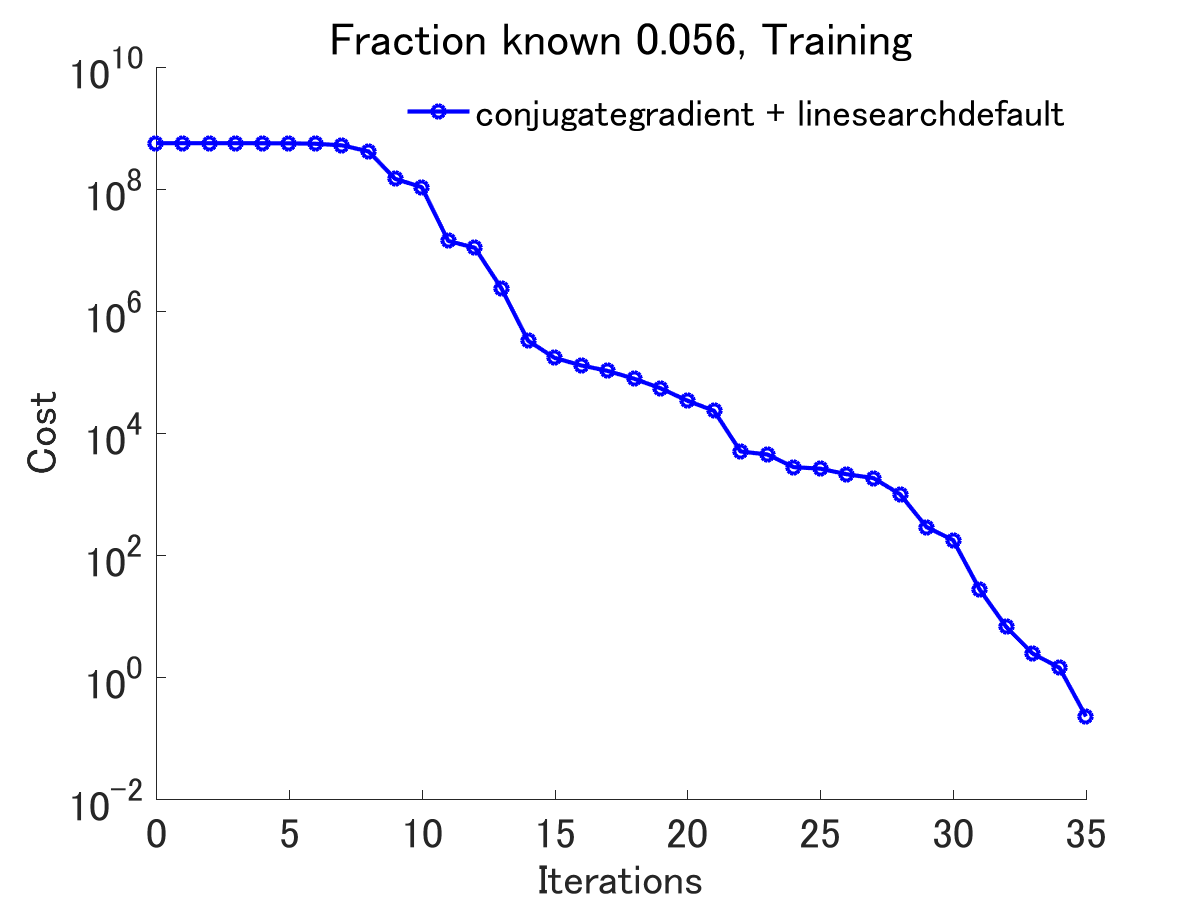 Fraction known 0.056, Training
conjugategradient + linesearchdefault
10^10
10^8
10^6
10^4
10^2
10^0
10^-2
Cost
0 5 10 15 20 25 30 35
Iterations